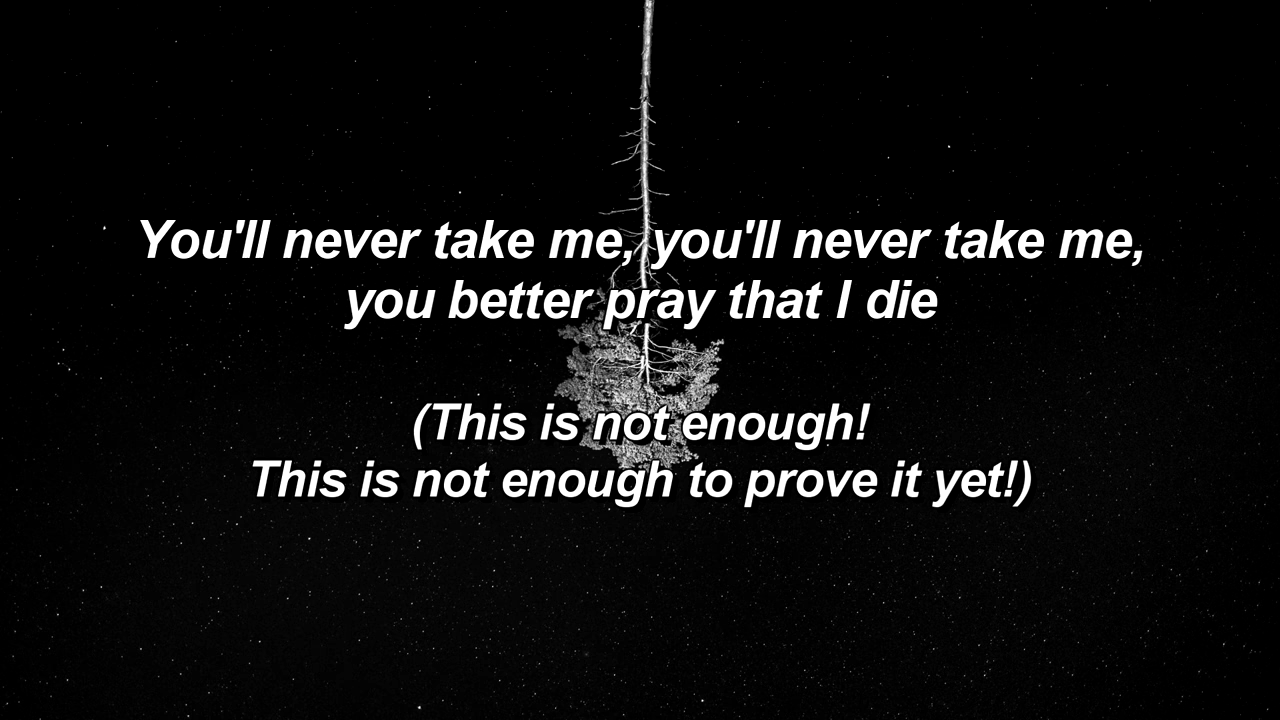 You'll never take me, you'll never take me,
you better pray that I die
(This is not enough!
This is not enough to prove it yet!)